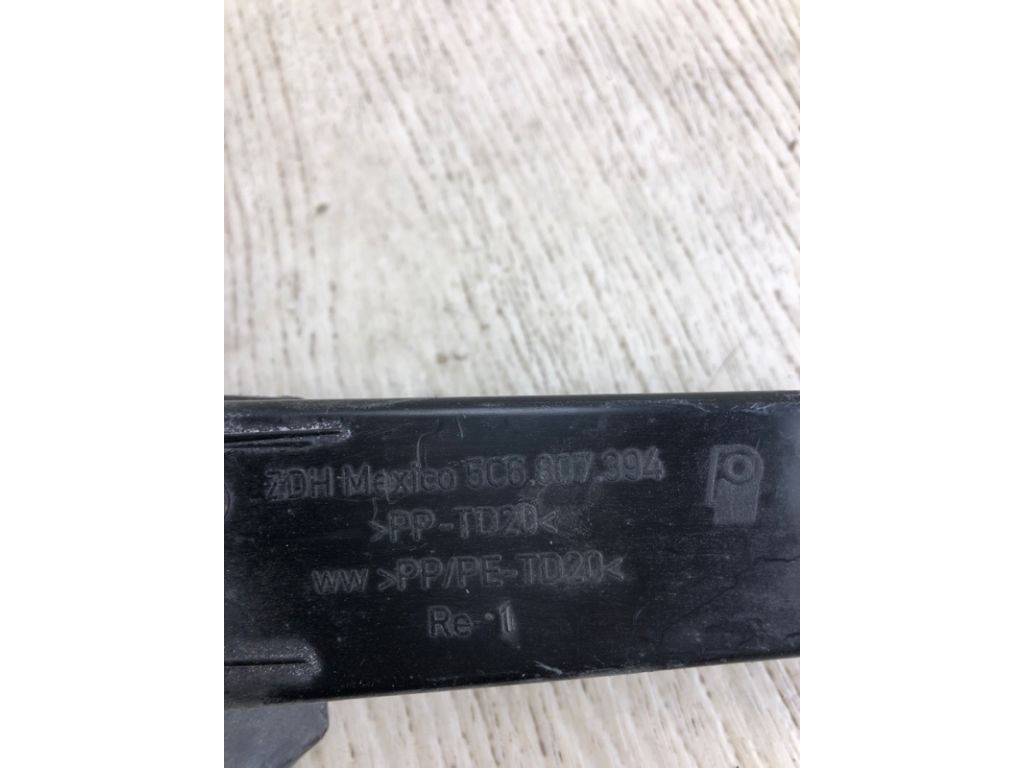 ZDH Mexico 5C6.807.394
>PP-TD20<
ww >PP/PE-TD20<
Re · 1